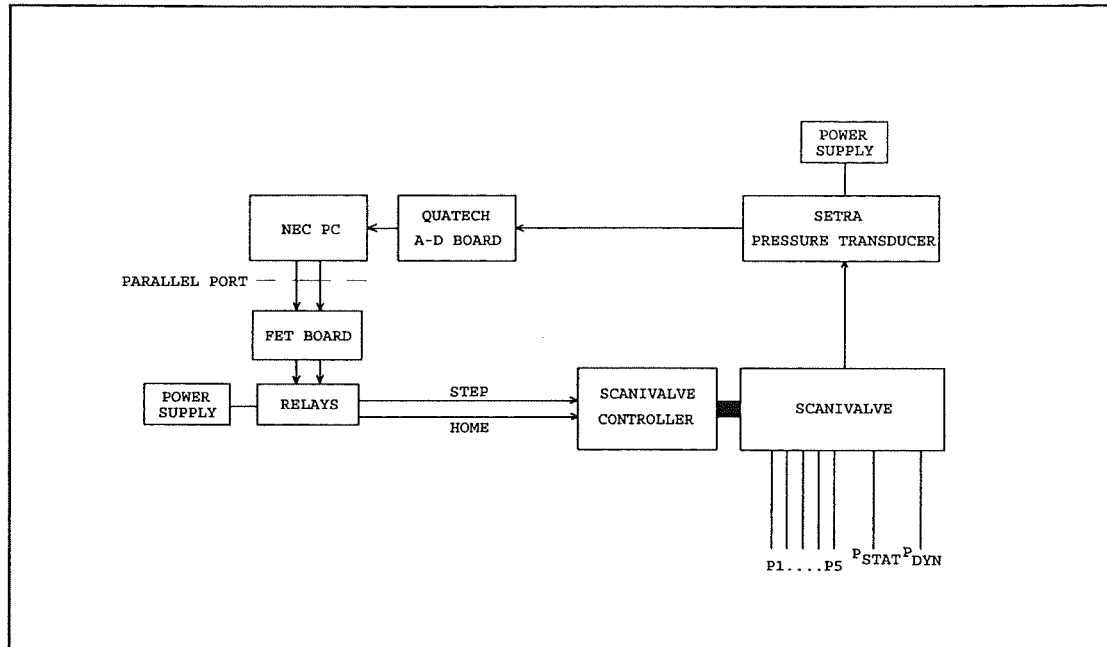 POWER
SUPPLY
NEC PC
QUATECH
A-D BOARD
SETRA
PRESSURE TRANSDUCER
PARALLEL PORT
FET BOARD
POWER
SUPPLY
RELAYS
STEP
HOME
SCANIVALVE
CONTROLLER
SCANIVALVE
P1....P5
PSTAT
PDYN